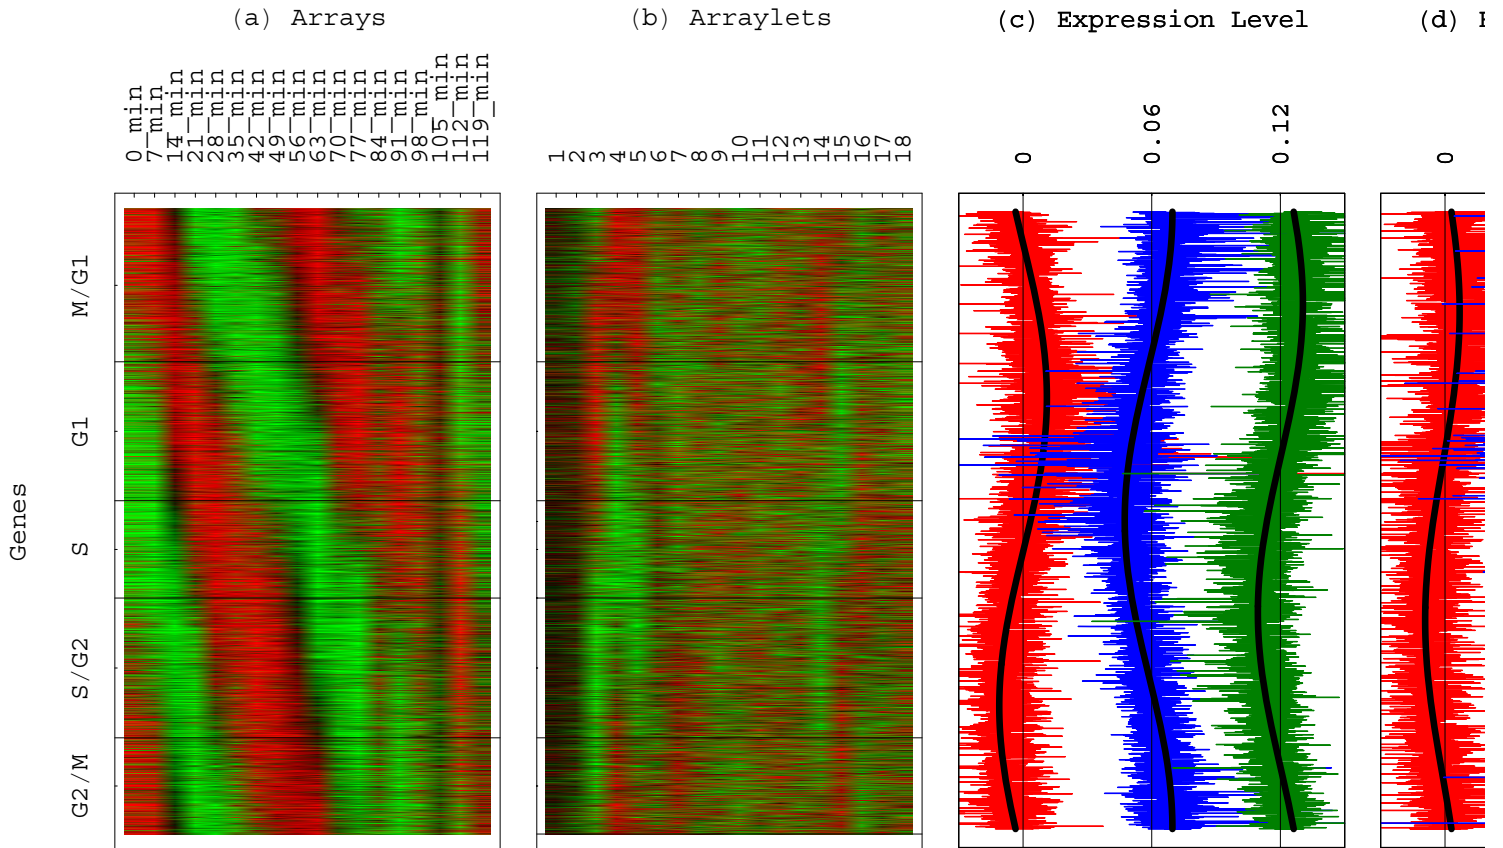 (a) Arrays
(b) Arraylets
(c) Expression Level
(d)
0_min
7_min
14_min
21_min
28_min
35_min
42_min
49_min
56_min
63_min
70_min
77_min
84_min
91_min
98_min
105_min
112_min
119_min
1
2
3
4
5
6
7
8
9
10
11
12
13
14
15
16
17
18
0
0.06
0.12
0
Genes
M/G1
G1
S
S/G2
G2/M